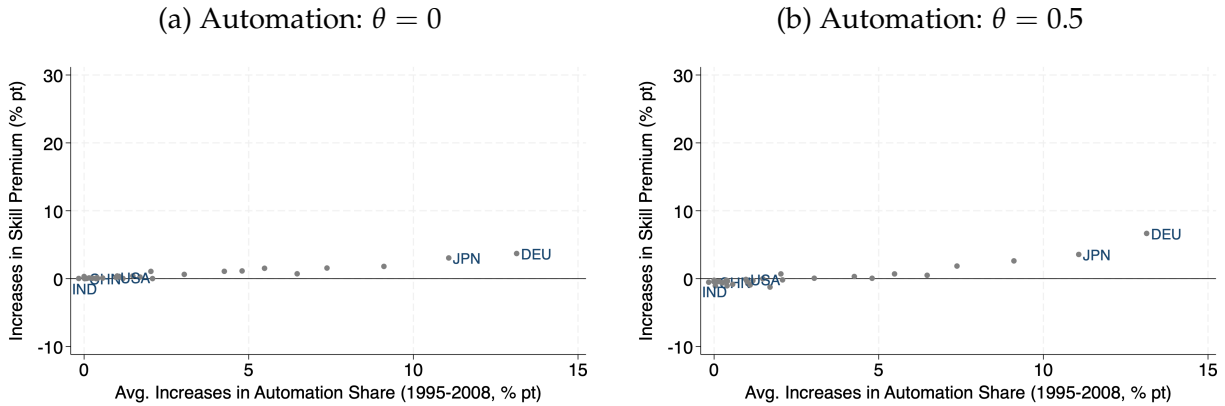 (a) Automation: θ = 0
Increases in Skill Premium (% pt)
30
20
10
0
-10
IND
CHN
USA
JPN
DEU
0
5
10
15
Avg. Increases in Automation Share (1995-2008, % pt)
(b) Automation: θ = 0.5
Increases in Skill Premium (% pt)
30
20
10
0
-10
IND
CHN
USA
JPN
DEU
0
5
10
15
Avg. Increases in Automation Share (1995-2008, % pt)